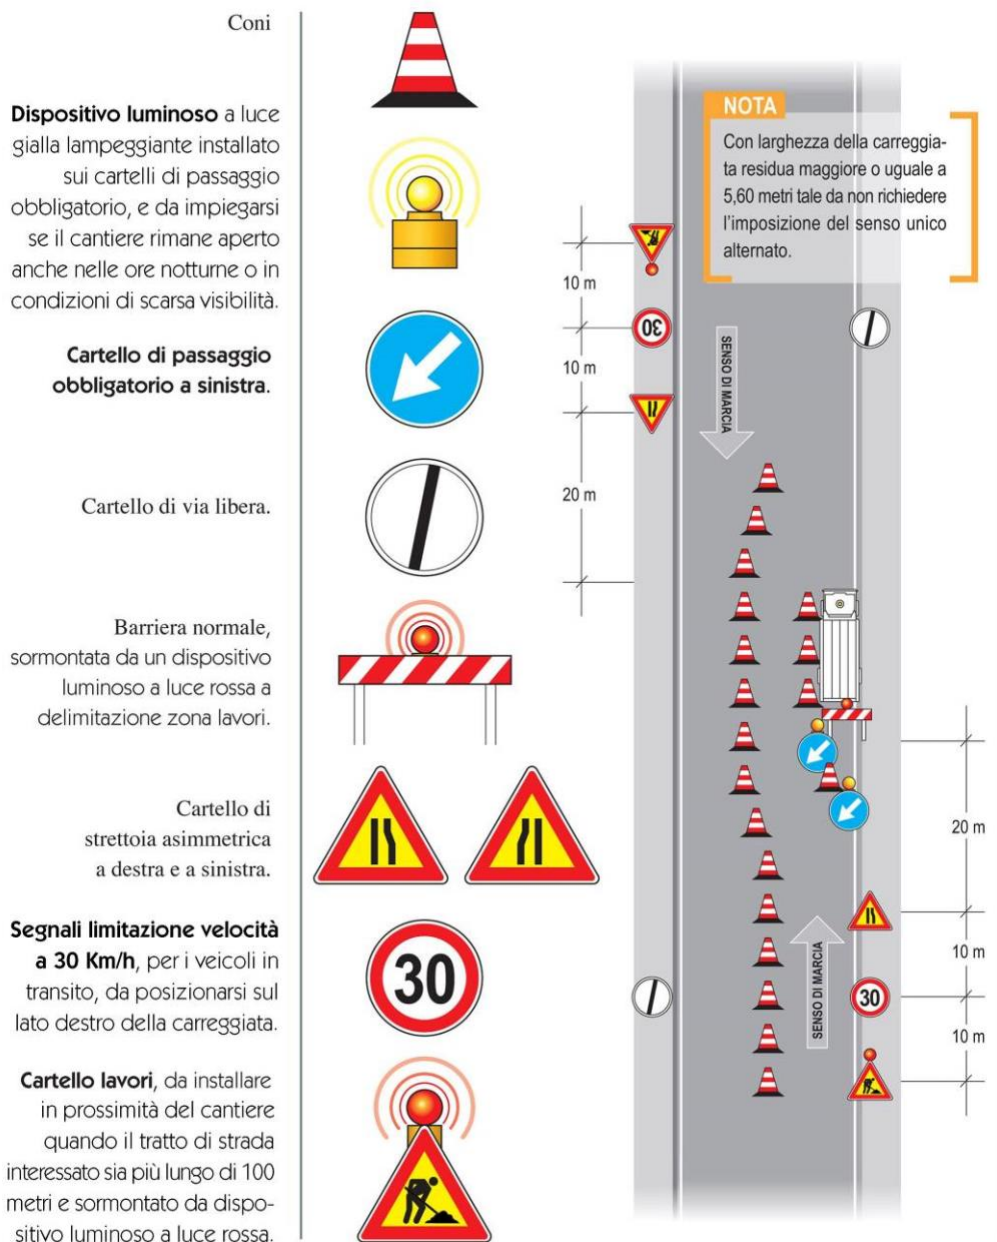 Coni
Dispositivo luminoso a luce
gialla lampeggiante installato
sui cartelli di passaggio
obbligatorio, e da impiegarsi
se il cantiere rimane aperto
anche nelle ore notturne o in
condizioni di scarsa visibilità.
Cartello di passaggio
obbligatorio a sinistra.
Cartello di via libera.
Barriera normale,
sormontata da un dispositivo
luminoso a luce rossa a
delimitazione zona lavori.
Cartello di
strettoia asimmetrica
a destra e a sinistra.
Segnali limitazione velocità
a 30 Km/h, per i veicoli in
transito, da posizionarsi sul
lato destro della carreggiata.
30
Cartello lavori, da installare
in prossimità del cantiere
quando il tratto di strada
interessato sia più lungo di 100
metri e sormontato da dispo-
sitivo luminoso a luce rossa.
NOTA
Con larghezza della carreggia-
ta residua maggiore o uguale a
5,60 metri tale da non richiedere
l'imposizione del senso unico
alternato.
10 m
30
10 m
SENSO DI MARCIA
20 m
20 m
10 m
SENSO DI MARCIA
30
10 m